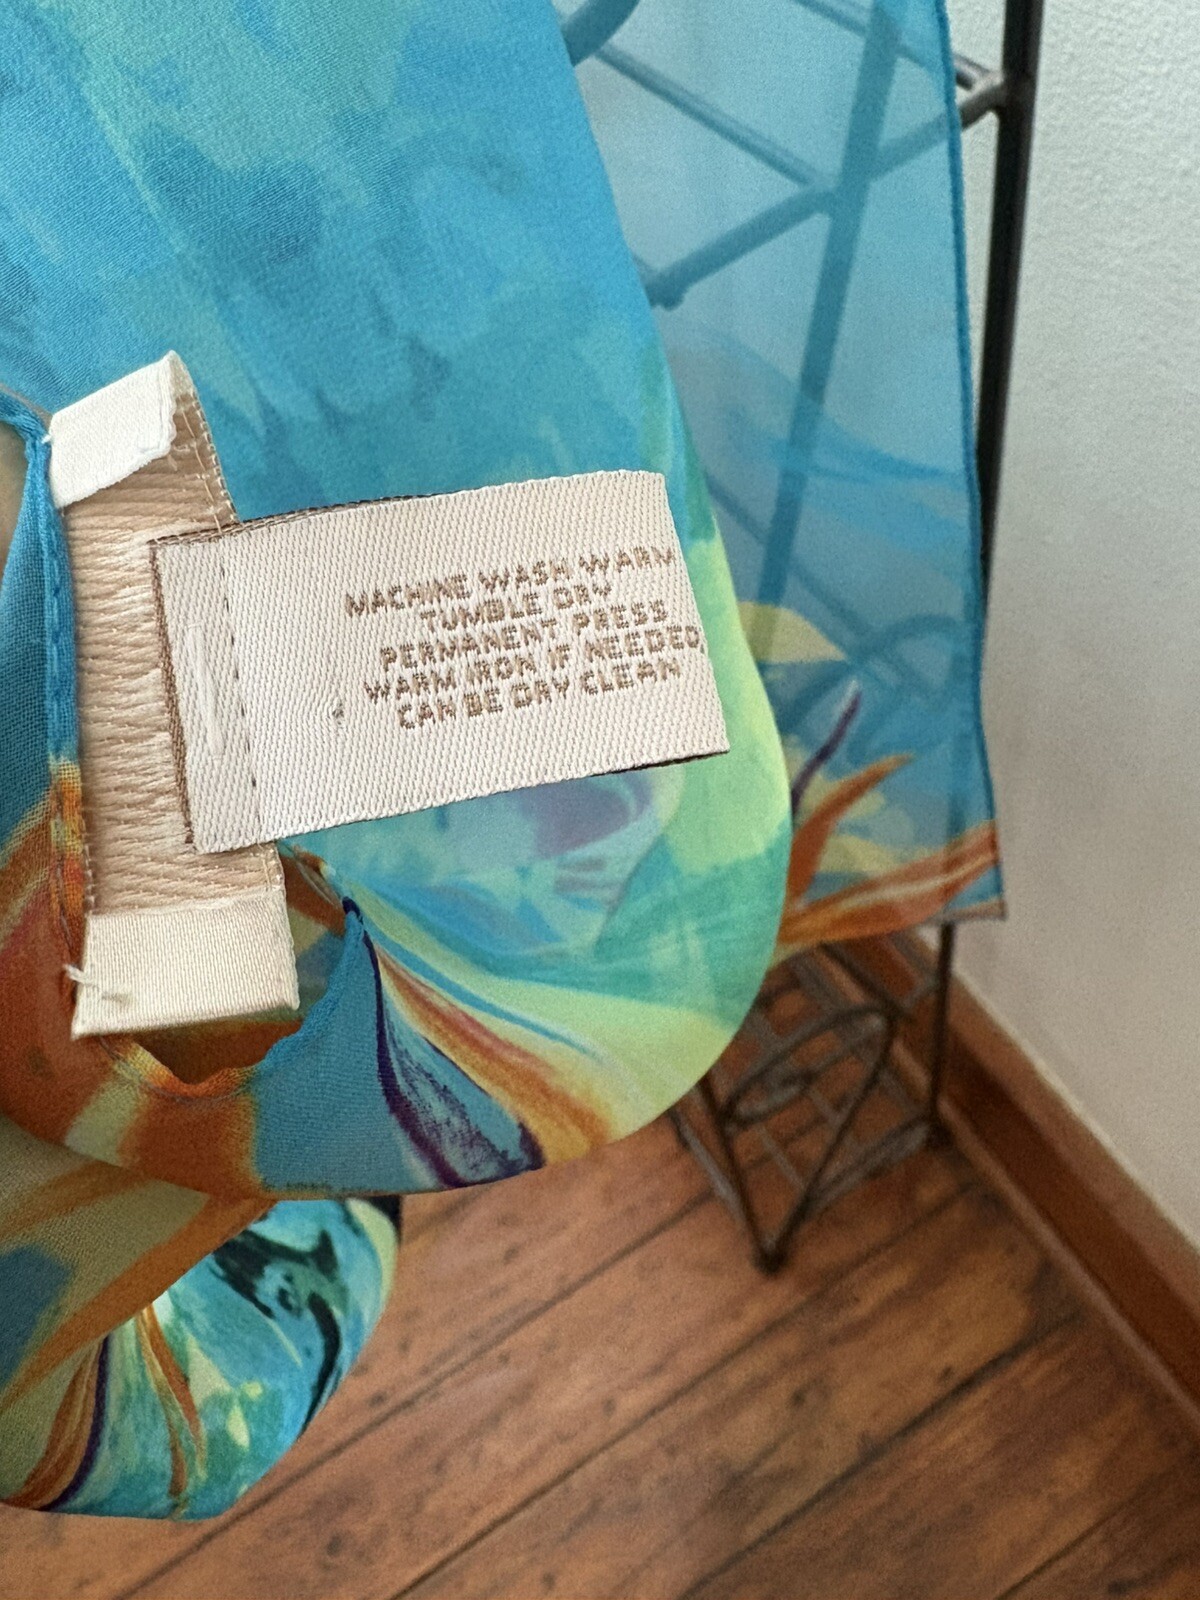 MACHINE WASH WARM
TUMBLE DRY
PERMANENT PRESS
WARM IRON IF NEEDED,
CAN BE DRY CLEAN